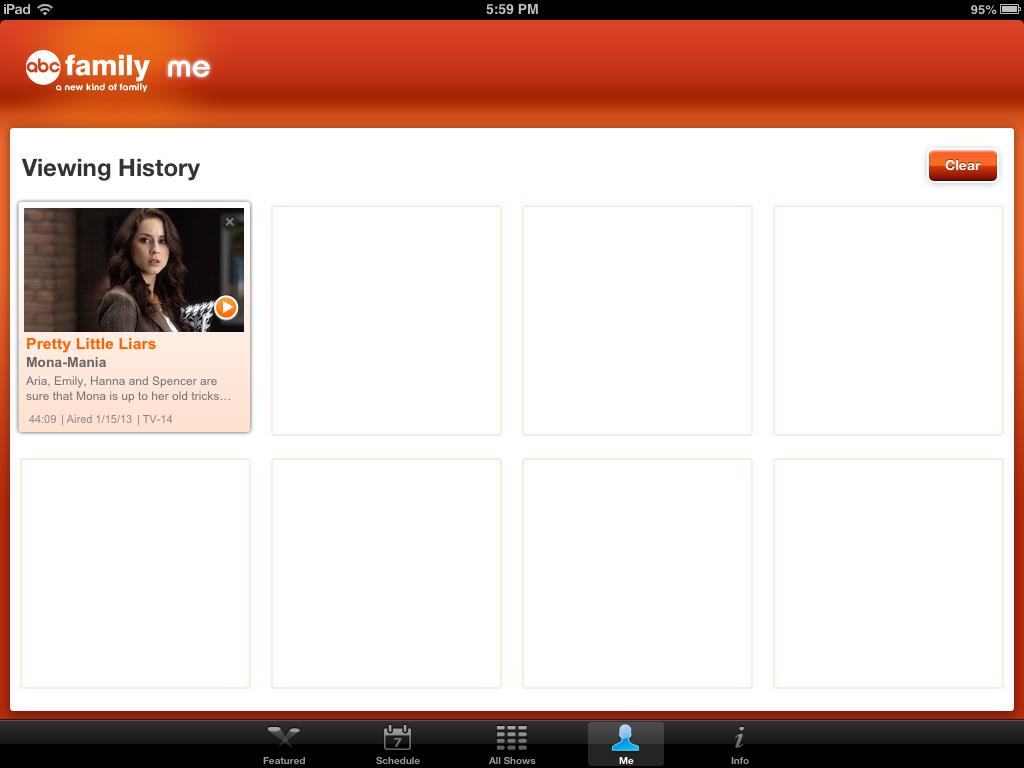 iPad
5:59 PM
95%
abc family me
a new kind of family
Viewing History
Clear
Pretty Little Liars
Mona-Mania
Aria, Emily, Hanna and Spencer are
sure that Mona is up to her old tricks…
44:09 | Aired 1/15/13 | TV-14
7
Featured
Schedule
All Shows
Me
Info